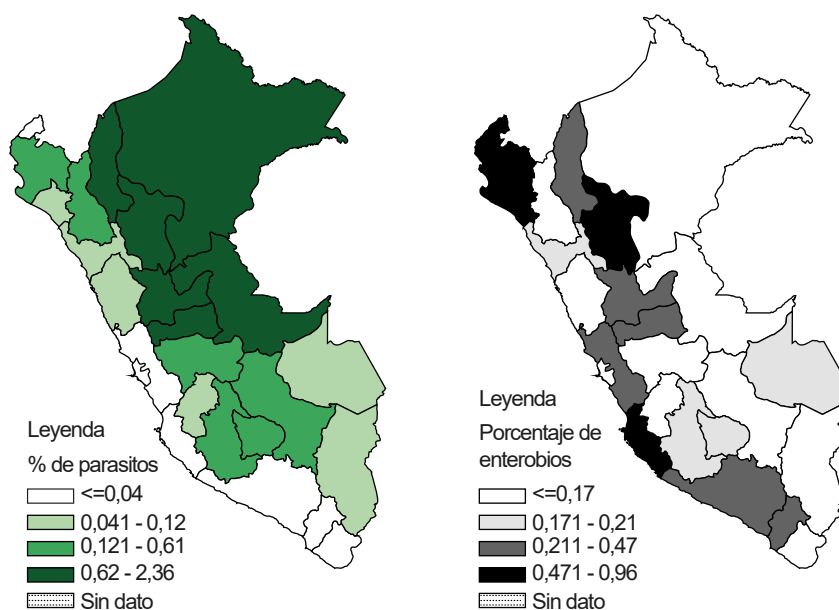 Leyenda
% de parasitos
<=0,04
0,041 - 0,12
0,121 - 0,61
0,62 - 2,36
Sin dato
Leyenda
Porcentaje de
enterobios
<=0,17
0,171 - 0,21
0,211 - 0,47
0,471 - 0,96
Sin dato